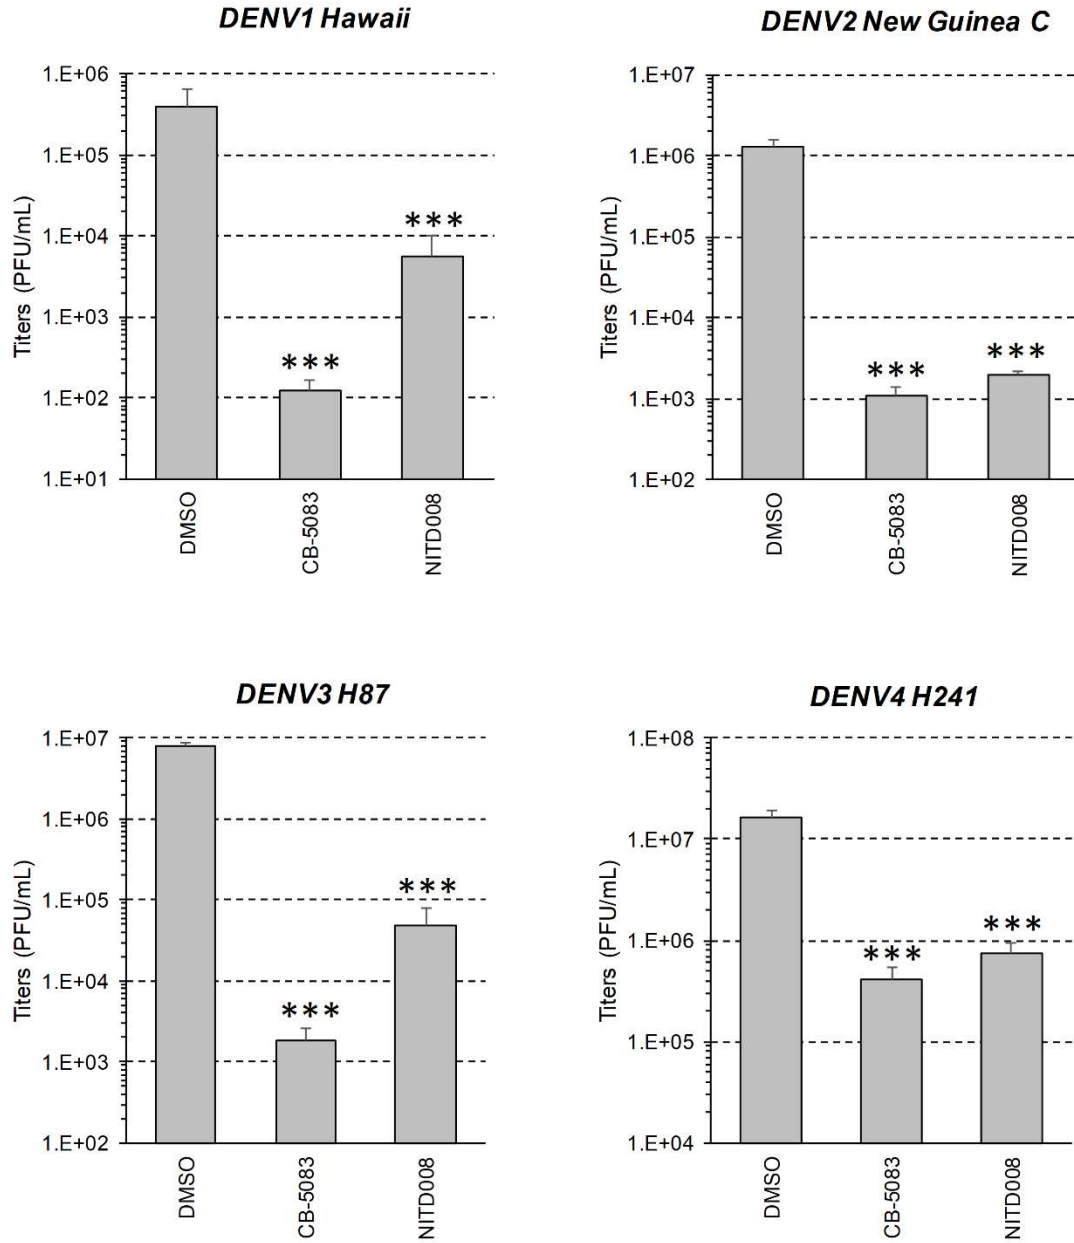 DENV1 Hawaii
1.E+06
1.E+05
1.E+04
1.E+03
1.E+02
1.E+01
Titers (PFU/mL)
***
***
DMSO
CB-5083
NITD008
DENV2 New Guinea C
1.E+07
1.E+06
1.E+05
1.E+04
1.E+03
1.E+02
Titers (PFU/mL)
***
***
DMSO
CB-5083
NITD008
DENV3 H87
1.E+07
1.E+06
1.E+05
1.E+04
1.E+03
1.E+02
Titers (PFU/mL)
***
***
DMSO
CB-5083
NITD008
DENV4 H241
1.E+08
1.E+07
1.E+06
1.E+05
1.E+04
Titers (PFU/mL)
***
***
DMSO
CB-5083
NITD008